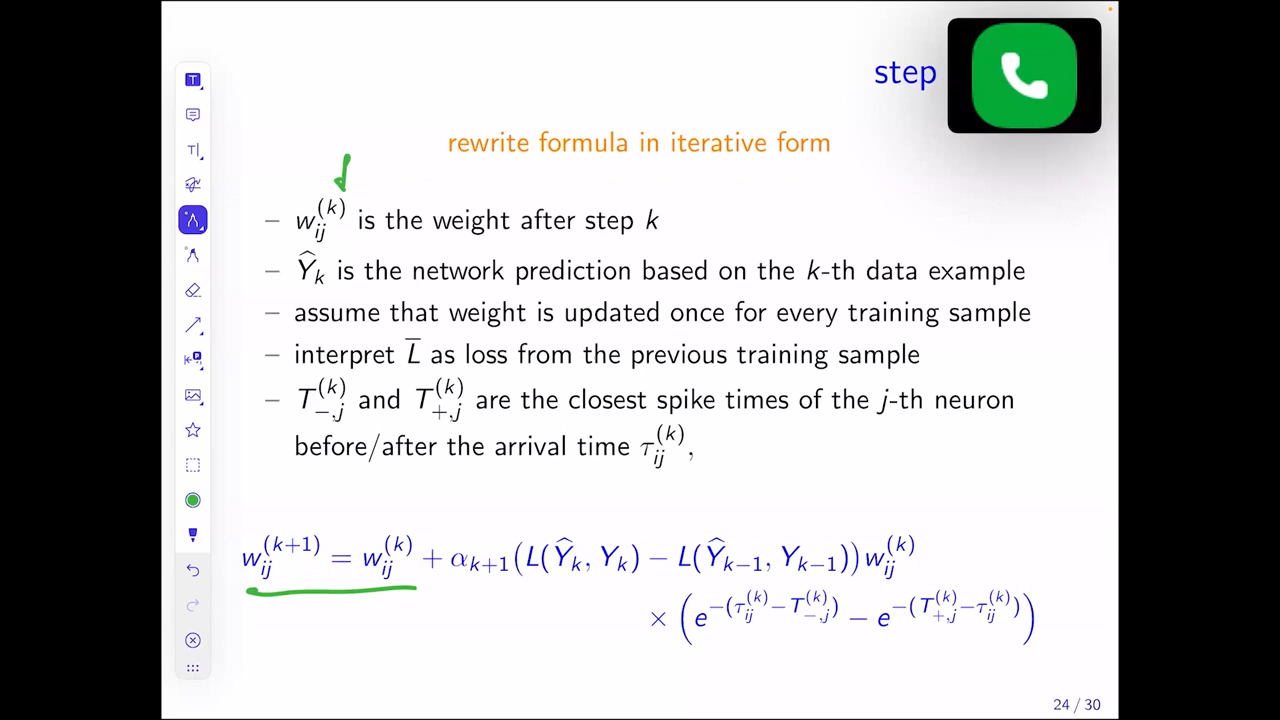 step
rewrite formula in iterative form
– w_{ij}^{(k)} is the weight after step k
– \widehat{Y}_k is the network prediction based on the k-th data example
– assume that weight is updated once for every training sample
– interpret \overline{L} as loss from the previous training sample
– T_{-,j}^{(k)} and T_{+,j}^{(k)} are the closest spike times of the j-th neuron
before/after the arrival time τ_{ij}^{(k)},
w_{ij}^{(k+1)} = w_{ij}^{(k)} + α_{k+1}(L(\widehat{Y}_k, Y_k) − L(\widehat{Y}_{k−1}, Y_{k−1}))w_{ij}^{(k)}
× (e^{−(τ_{ij}^{(k)}−T_{−,j}^{(k)})} − e^{−(T_{+,j}^{(k)}−τ_{ij}^{(k)})})
24 / 30